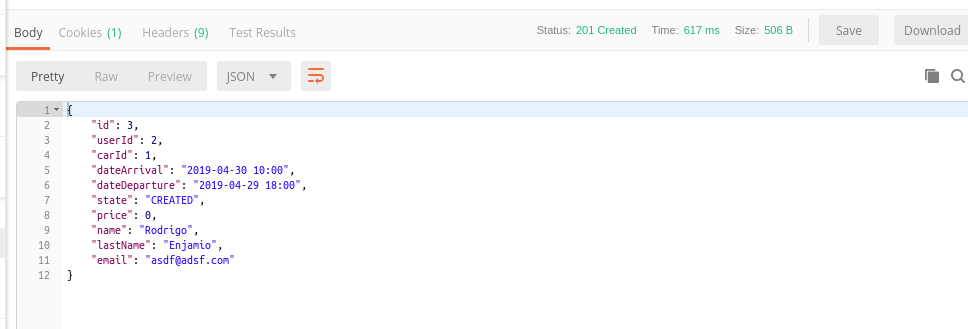 Body Cookies (1) Headers (9) Test Results Status: 201 Created Time: 617 ms Size: 506 B Save Download
Pretty Raw Preview JSON
1 {
2 "id": 3,
3 "userId": 2,
4 "carId": 1,
5 "dateArrival": "2019-04-30 10:00",
6 "dateDeparture": "2019-04-29 18:00",
7 "state": "CREATED",
8 "price": 0,
9 "name": "Rodrigo",
10 "lastName": "Enjamio",
11 "email": "asdf@adsf.com"
12 }